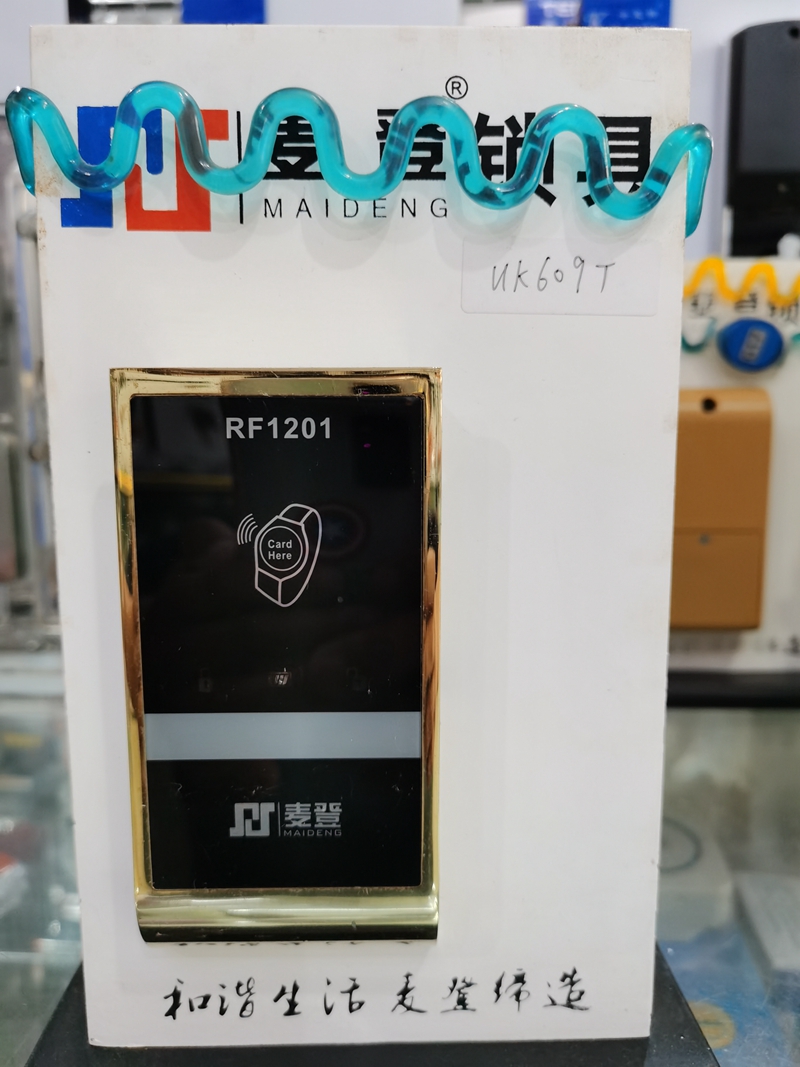 麦登锁具®
MAIDENG
UK609T
RF1201
Card
Here
麦登
MAIDENG
和谐生活 麦登缔造